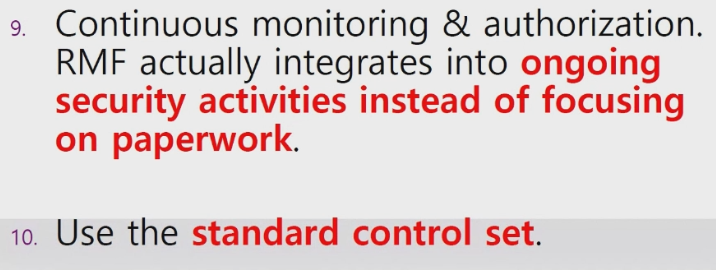 9. Continuous monitoring & authorization.
RMF actually integrates into ongoing
security activities instead of focusing
on paperwork.
10. Use the standard control set.